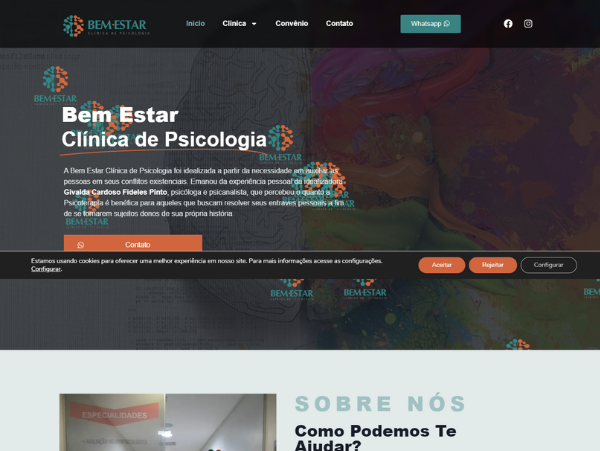 BEM-ESTAR
CLÍNICA DE PSICOLOGIA
Início
Clínica
Convênio
Contato
Whatsapp
BEM-ESTAR
Bem Estar
Clínica de Psicologia
BEM-ESTAR
A Bem Estar Clínica de Psicologia foi idealizada a partir da necessidade em auxiliar as
pessoas em seus conflitos existenciais. Emanou da experiência pessoal da idealizadora
Givalda Cardoso Fideles Pinto, psicóloga e psicanalista, que percebeu o quanto a
Psicoterapia é benéfica para aqueles que buscam resolver seus entraves pessoais a fim
de se tornarem sujeitos donos de sua própria história.
BEM-ESTAR
Contato
Estamos usando cookies para oferecer uma melhor experiência em nosso site. Para mais informações acesse as configurações.
Configurar.
Aceitar
Rejeitar
Configurar
BEM-ESTAR
BEM-ESTAR
BEM-ESTAR
SOBRE NÓS
ESPECIALIDADES
Como Podemos Te
Ajudar?